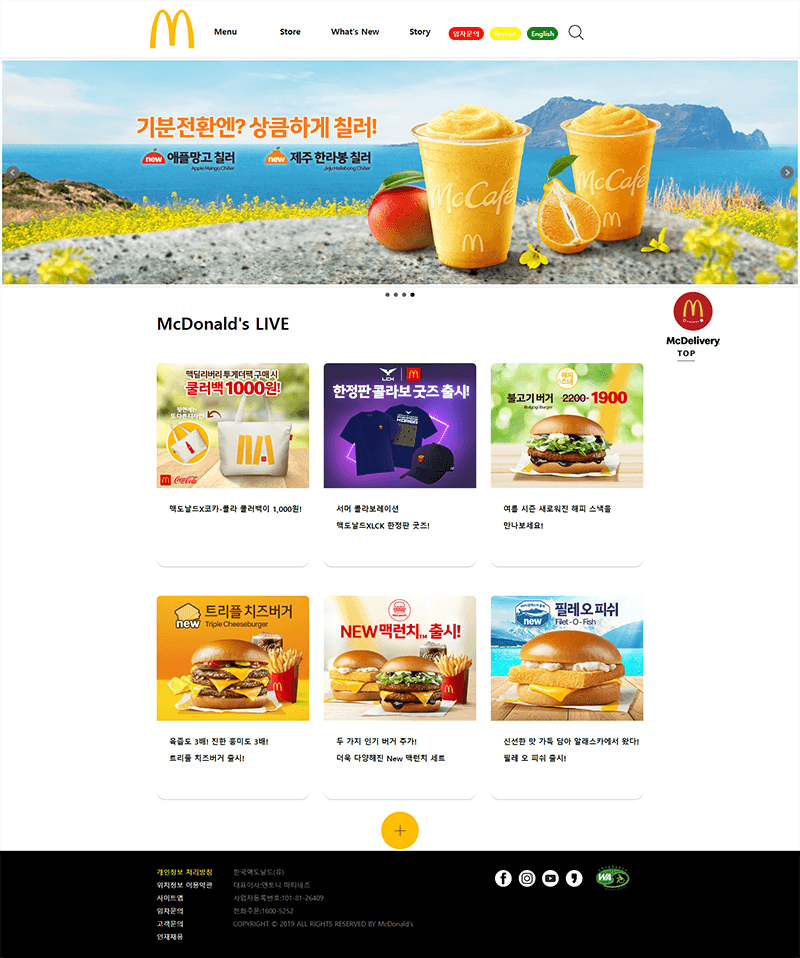 Menu
Store
What's New
Story
임차문의
English
기분전환엔? 상큼하게 칠러!
new 애플망고 칠러
Apple Mango Chiller
new 제주 한라봉 칠러
Jeju Hallabong Chiller
McCafé
McCafé
McDonald's LIVE
McDelivery
TOP
맥딜리버리 투게더팩 구매 시
쿨러백 1000원!
뒷면에는
또 다른 디자인이!
Coca-Cola
맥도날드X코카-콜라 쿨러백이 1,000원!
LCK
한정판 콜라보 굿즈 출시!
서머 콜라보레이션
맥도날드XLCK 한정판 굿즈!
해피
스낵
불고기 버거 2200▸ 1900
Bulgogi Burger
여름 시즌 새로워진 해피 스낵을
만나보세요!
new
트리플 치즈버거
Triple Cheeseburger
육즙도 3배! 진한 풍미도 3배!
트리플 치즈버거 출시!
NEW 맥런치™ 출시!
두 가지 인기 버거 추가!
더욱 다양해진 New 맥런치 세트
new
필레 오 피쉬
Filet-O-Fish
신선한 맛 가득 담아 알래스카에서 왔다!
필레 오 피쉬 출시!
개인정보 처리방침
위치정보 이용약관
사이트맵
임차문의
고객문의
인재채용
한국맥도날드(유)
대표이사:앤토니 마티네즈
사업자등록번호:101-81-26409
전화주문:1600-5252
COPYRIGHT © 2019 ALL RIGHTS RESERVED BY McDonald's
WA